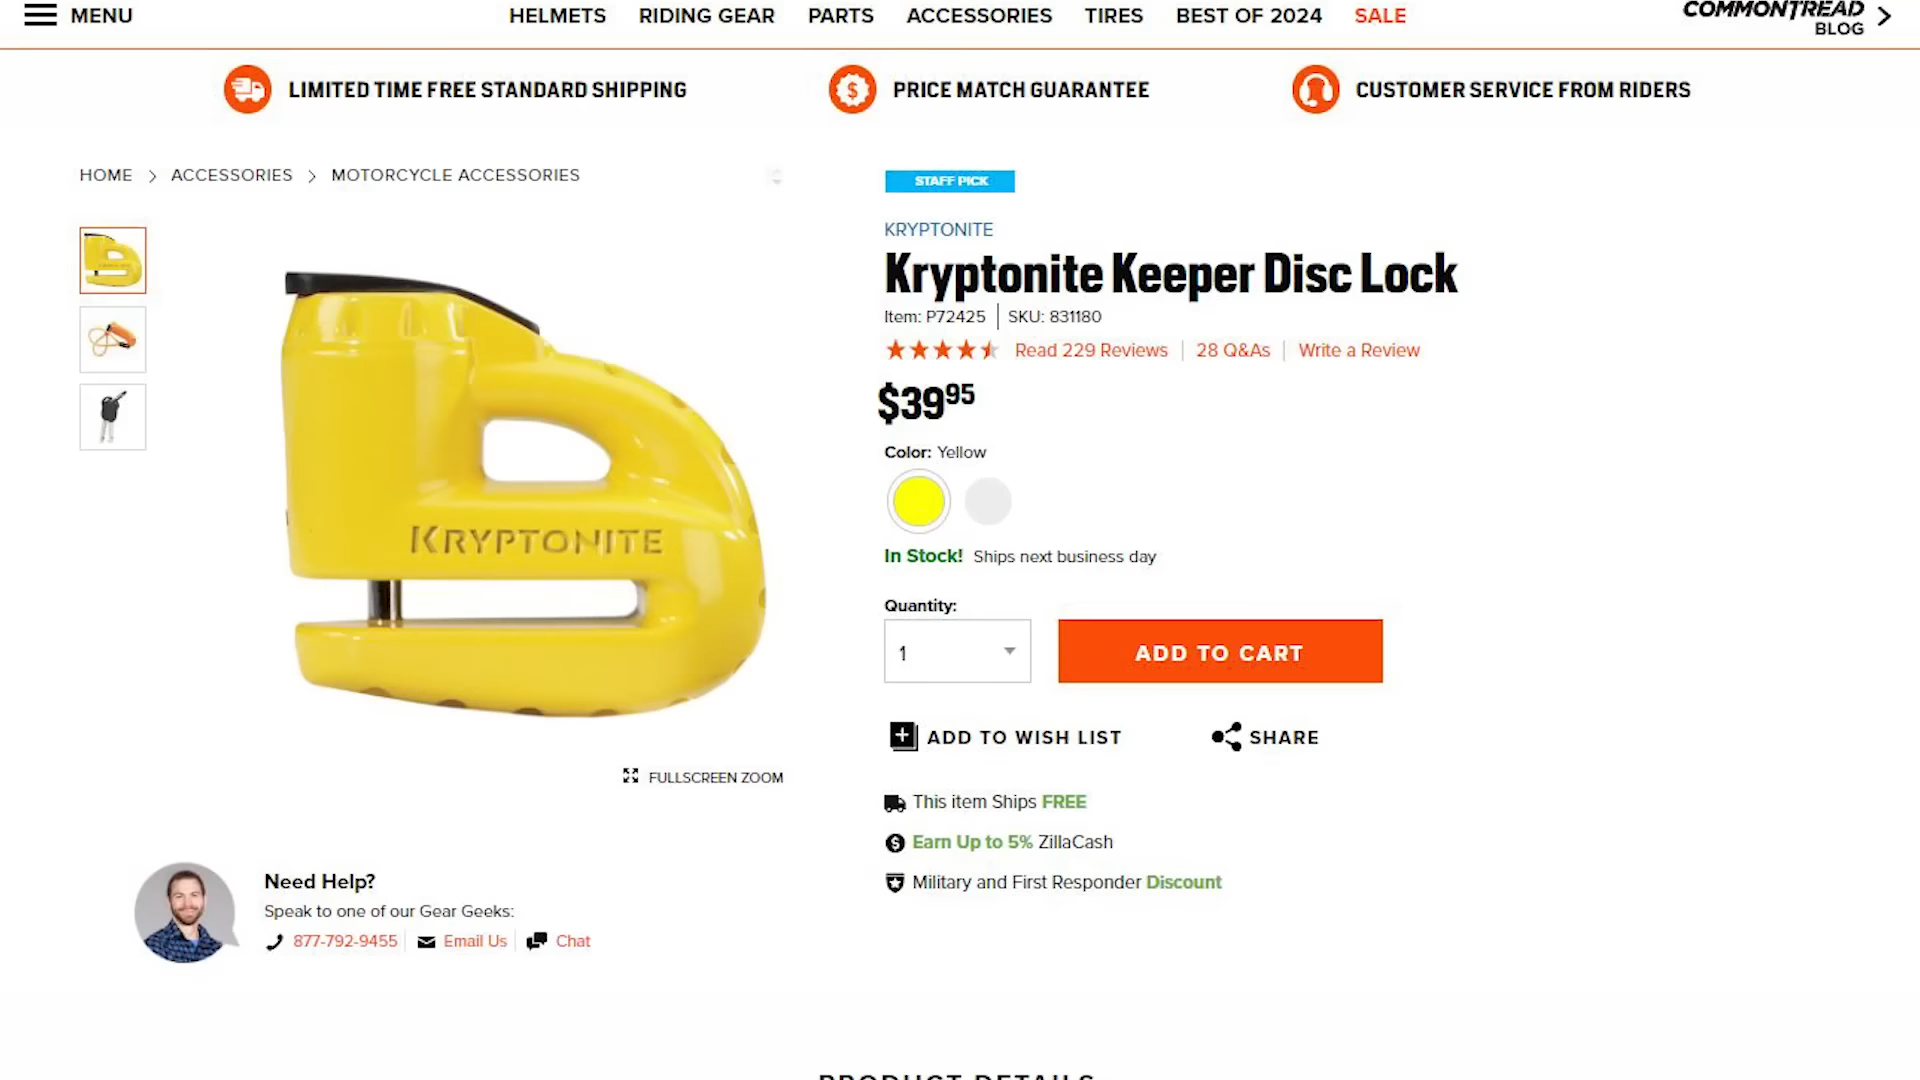 MENU
HELMETS RIDING GEAR PARTS ACCESSORIES TIRES BEST OF 2024 SALE
COMMONTREAD
BLOG
LIMITED TIME FREE STANDARD SHIPPING
PRICE MATCH GUARANTEE
CUSTOMER SERVICE FROM RIDERS
HOME > ACCESSORIES > MOTORCYCLE ACCESSORIES
STAFF PICK
KRYPTONITE
Kryptonite Keeper Disc Lock
Item: P72425 | SKU: 831180
Read 229 Reviews | 28 Q&As | Write a Review
$39.95
Color: Yellow
In Stock! Ships next business day
Quantity:
1
ADD TO CART
ADD TO WISH LIST
SHARE
This item Ships FREE
Earn Up to 5% ZillaCash
Military and First Responder Discount
KRYPTONITE
FULLSCREEN ZOOM
Need Help?
Speak to one of our Gear Geeks:
877-792-9455 | Email Us | Chat
PRODUCT DETAILS